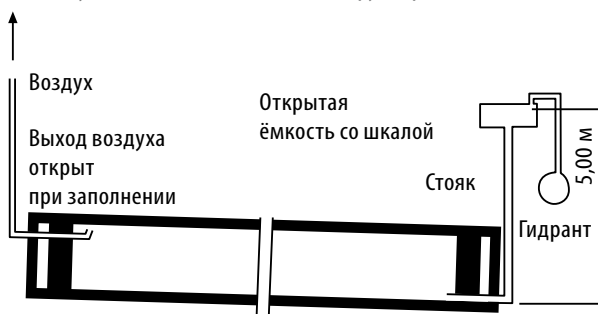 Воздух
Выход воздуха
открыт
при заполнении
Открытая
ёмкость со шкалой
Стояк
5,00 м
Гидрант